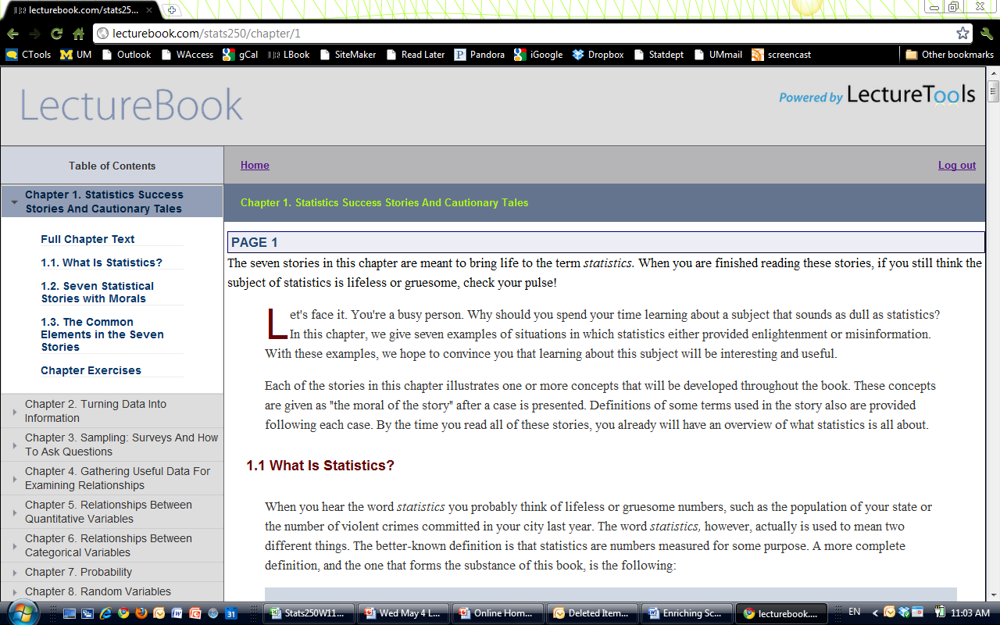 lecturebook.com/stats25...
lecturebook.com/stats250/chapter/1
CTools UM Outlook WAccess gCal LBook SiteMaker Read Later Pandora iGoogle Dropbox Statdept UMmail screencast Other bookmarks
LectureBook
Powered by LectureTools
Table of Contents
Home
Log out
Chapter 1. Statistics Success
Stories And Cautionary Tales
Full Chapter Text
1.1. What Is Statistics?
1.2. Seven Statistical
Stories with Morals
1.3. The Common
Elements in the Seven
Stories
Chapter Exercises
Chapter 2. Turning Data Into
Information
Chapter 3. Sampling: Surveys And How
To Ask Questions
Chapter 4. Gathering Useful Data For
Examining Relationships
Chapter 5. Relationships Between
Quantitative Variables
Chapter 6. Relationships Between
Categorical Variables
Chapter 7. Probability
Chapter 8. Random Variables
Chapter 1. Statistics Success Stories And Cautionary Tales
PAGE 1
The seven stories in this chapter are meant to bring life to the term statistics. When you are finished reading these stories, if you still think the
subject of statistics is lifeless or gruesome, check your pulse!
Let's face it. You're a busy person. Why should you spend your time learning about a subject that sounds as dull as statistics?
In this chapter, we give seven examples of situations in which statistics either provided enlightenment or misinformation.
With these examples, we hope to convince you that learning about this subject will be interesting and useful.
Each of the stories in this chapter illustrates one or more concepts that will be developed throughout the book. These concepts
are given as "the moral of the story" after a case is presented. Definitions of some terms used in the story also are provided
following each case. By the time you read all of these stories, you already will have an overview of what statistics is all about.
1.1 What Is Statistics?
When you hear the word statistics you probably think of lifeless or gruesome numbers, such as the population of your state or
the number of violent crimes committed in your city last year. The word statistics, however, actually is used to mean two
different things. The better-known definition is that statistics are numbers measured for some purpose. A more complete
definition, and the one that forms the substance of this book, is the following:
31 Stats250W11... Wed May 4 L... Online Hom... Deleted Item... Enriching Sc... lecturebook.... EN 11:03 AM